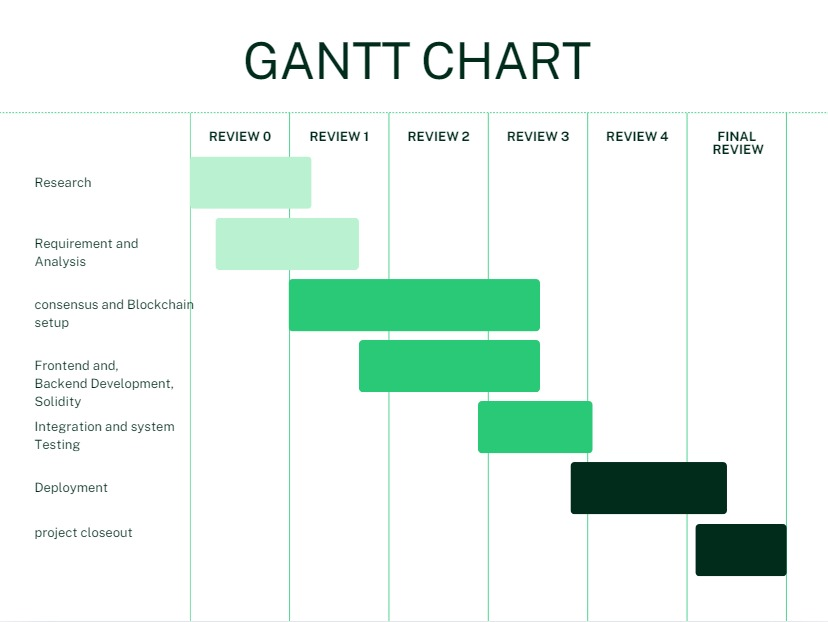 GANTT CHART
REVIEW 0
REVIEW 1
REVIEW 2
REVIEW 3
REVIEW 4
FINAL
REVIEW
Research
Requirement and
Analysis
consensus and Blockchain
setup
Frontend and,
Backend Development,
Solidity
Integration and system
Testing
Deployment
project closeout